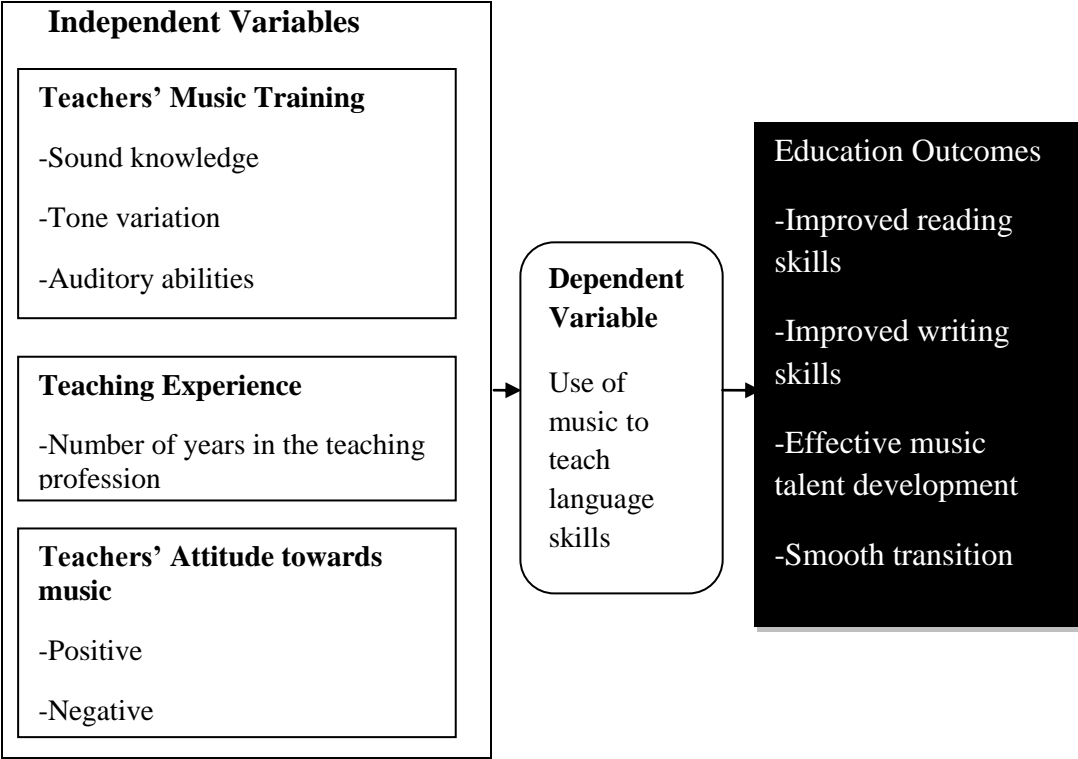 Independent Variables
Teachers’ Music Training
-Sound knowledge
-Tone variation
-Auditory abilities
Teaching Experience
-Number of years in the teaching
profession
Teachers’ Attitude towards
music
-Positive
-Negative
Dependent
Variable
Use of
music to
teach
language
skills
Education Outcomes
-Improved reading
skills
-Improved writing
skills
-Effective music
talent development
-Smooth transition